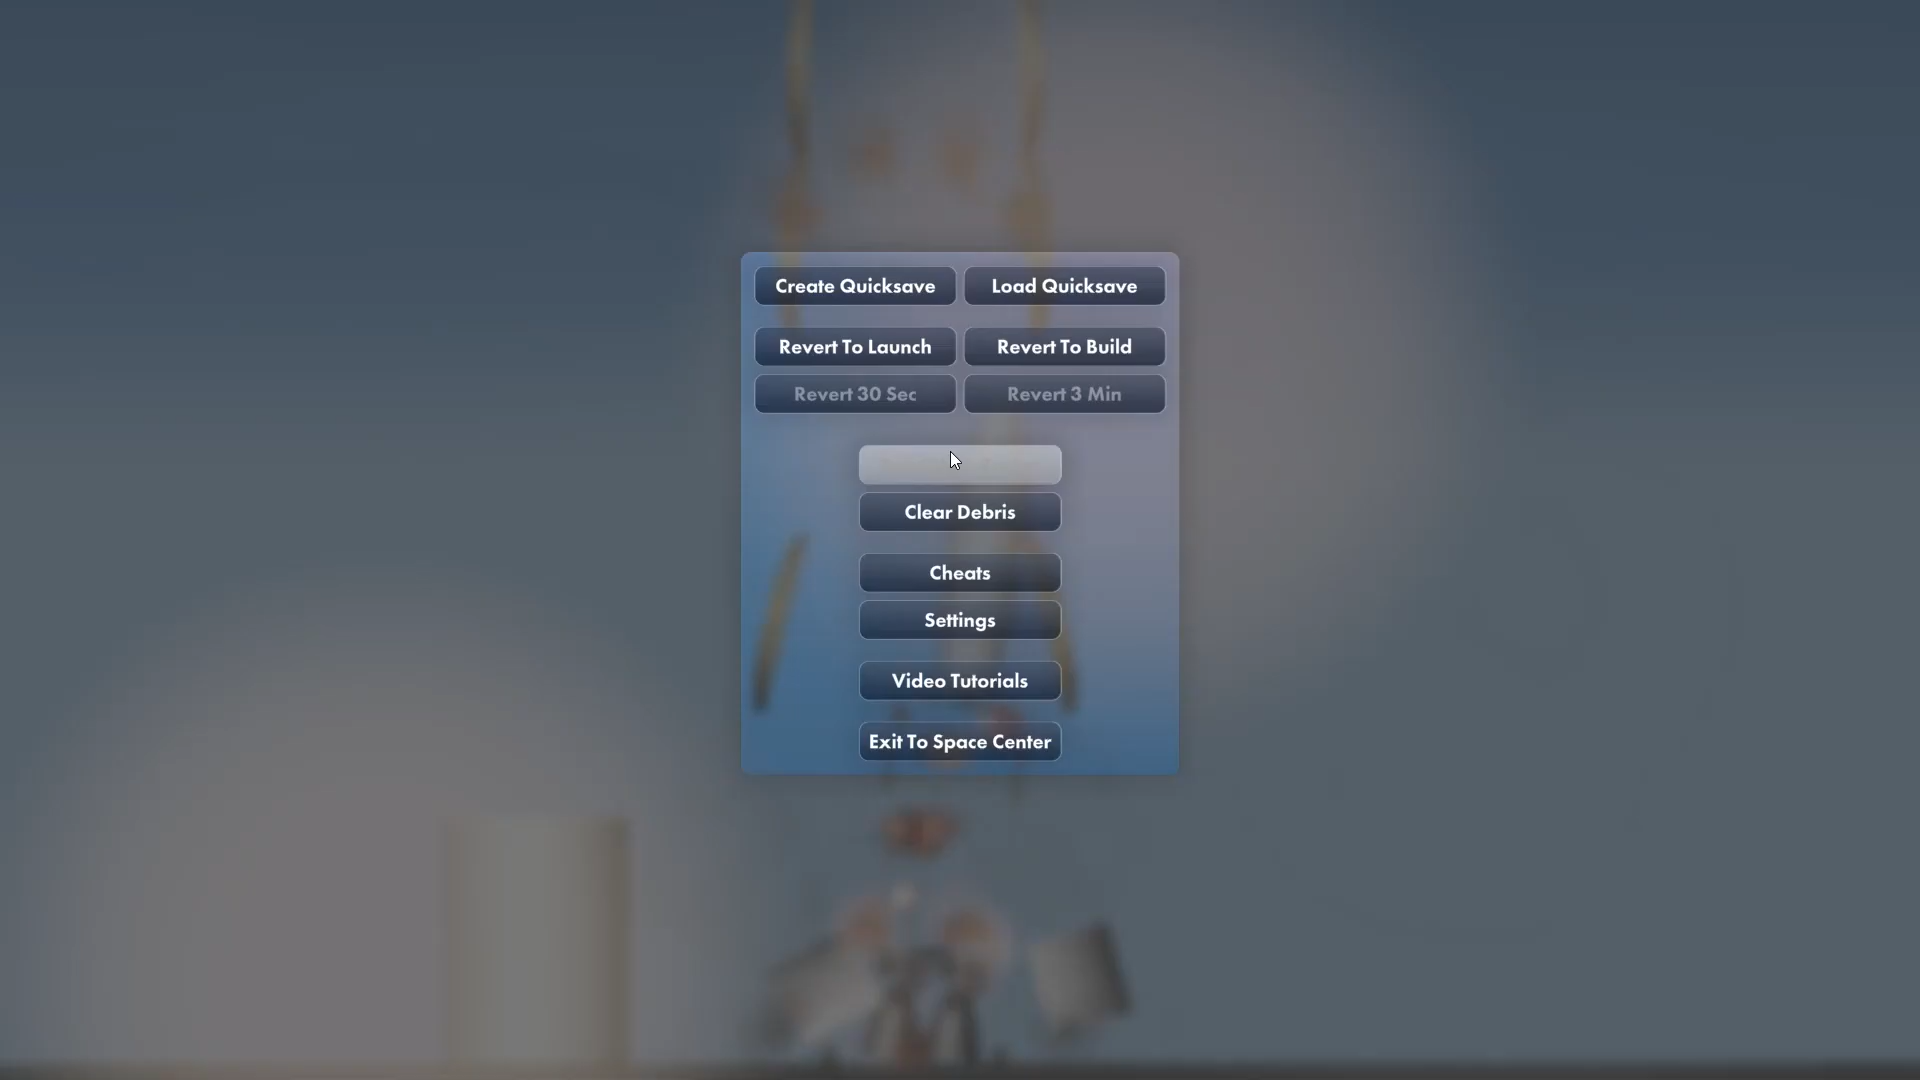 Create Quicksave
Load Quicksave
Revert To Launch
Revert To Build
Revert 30 Sec
Revert 3 Min
Clear Debris
Cheats
Settings
Video Tutorials
Exit To Space Center